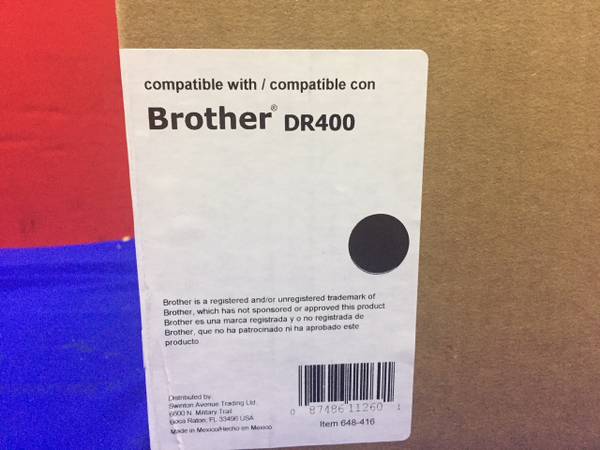 compatible with / compatible con
Brother® DR400
Brother is a registered and/or unregistered trademark of
Brother, which has not sponsored or approved this product
Brother es una marca registrada y o no registrada de
Brother, que no ha patrocinado ni ha aprobado este
producto
Distributed by
Swinton Avenue Trading Ltd.
6600 N. Military Trail
Boca Raton, FL 33496 USA
Made in Mexico/Hecho en Mexico
0 87486 11260 1
Item 648-416